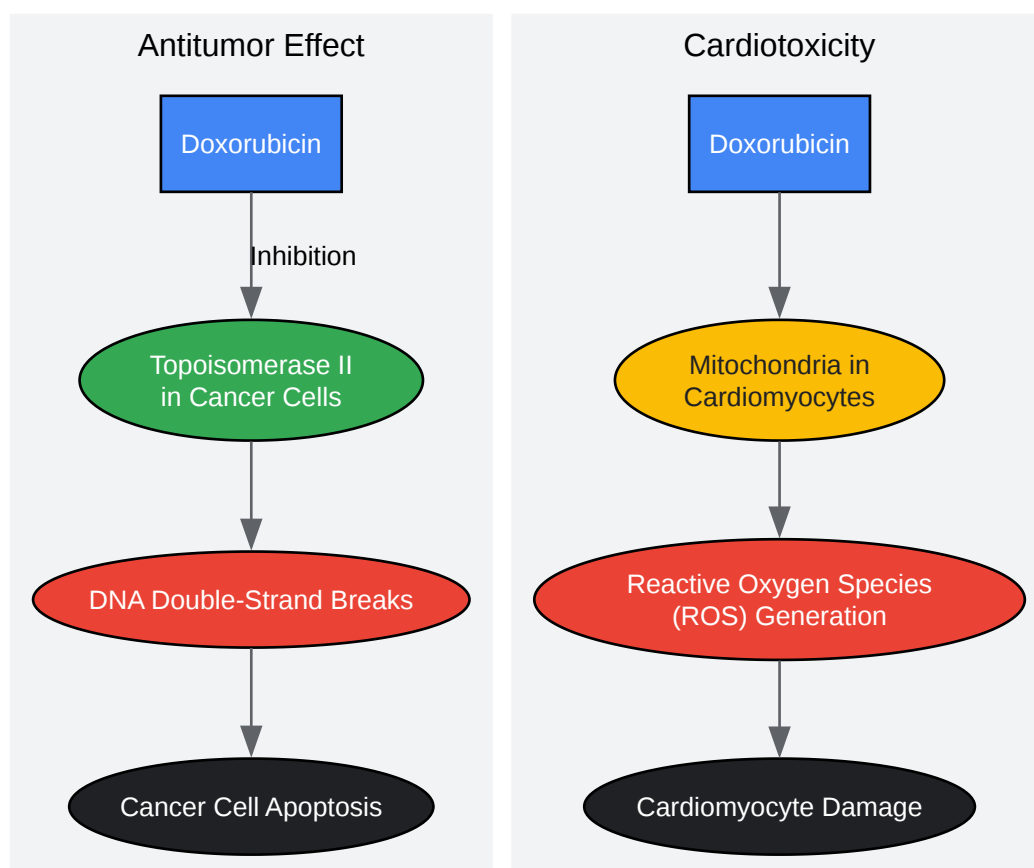 Antitumor Effect
Doxorubicin
Inhibition
Topoisomerase II
in Cancer Cells
DNA Double-Strand Breaks
Cancer Cell Apoptosis
Cardiotoxicity
Doxorubicin
Mitochondria in
Cardiomyocytes
Reactive Oxygen Species
(ROS) Generation
Cardiomyocyte Damage